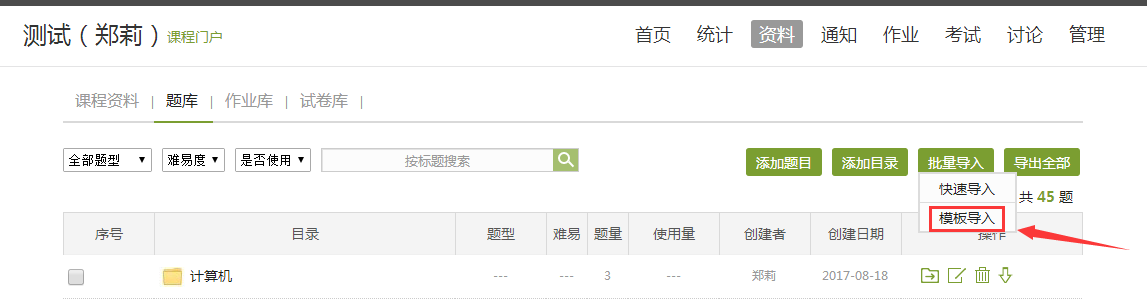 测试（郑莉）课程门户 首页 统计 资料 通知 作业 考试 讨论 管理
课程资料 | 题库 | 作业库 | 试卷库 |
全部题型 难易度 是否使用 按标题搜索 添加题目 添加目录 批量导入 导出全部
快速导入
共 45 题
模板导入
序号 目录 题型 难易 题量 使用量 创建者 创建日期 操作
计算机 --- --- 3 --- 郑莉 2017-08-18